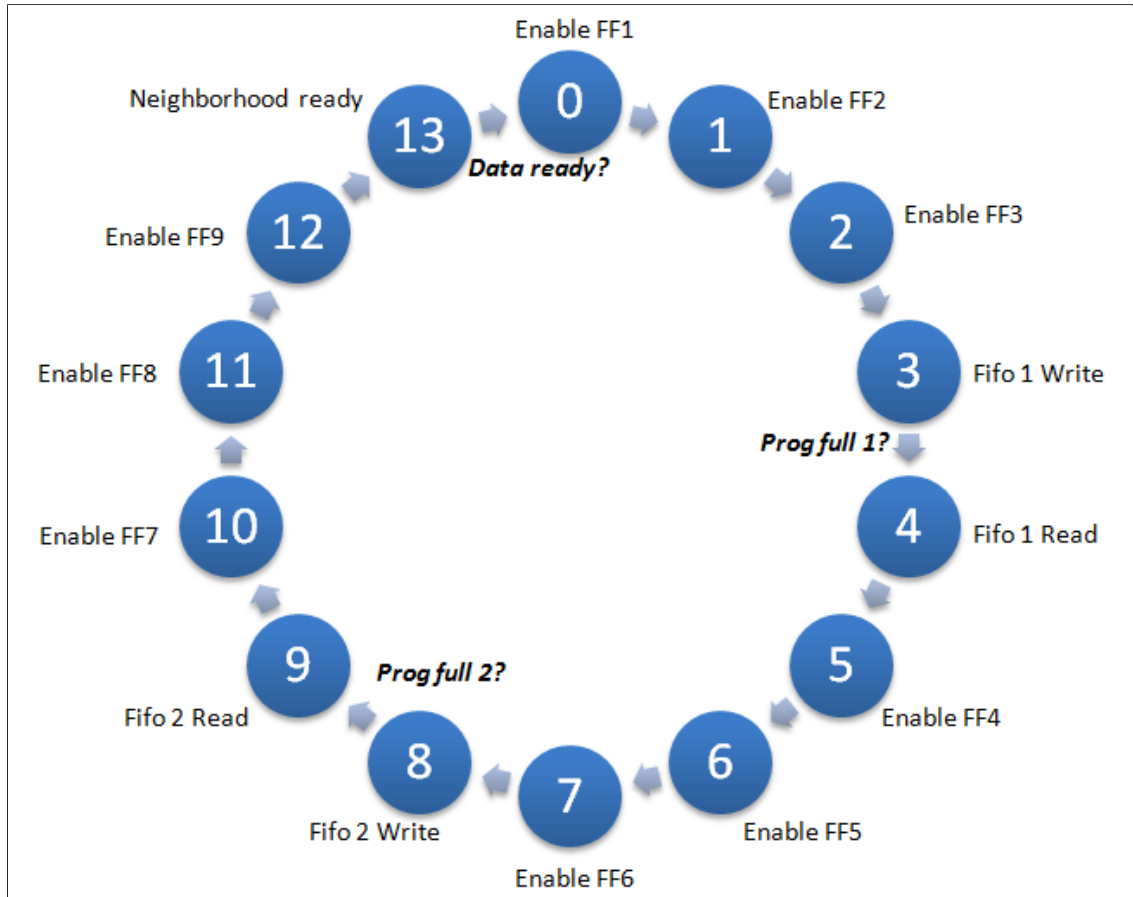 Enable FF1
0
Enable FF2
1
Enable FF3
2
3
Fifo 1 Write
Prog full 1?
4
Fifo 1 Read
5
Enable FF4
6
Enable FF5
7
Enable FF6
8
Fifo 2 Write
Prog full 2?
9
Fifo 2 Read
10
Enable FF7
11
Enable FF8
12
Enable FF9
13
Neighborhood ready
Data ready?